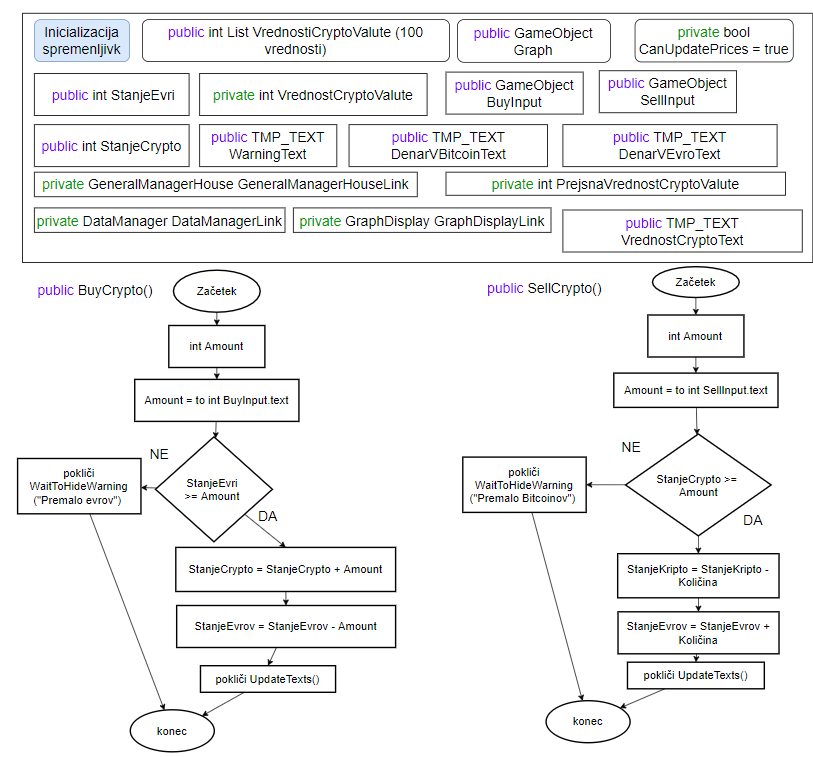 Inicializacija
spremenljivk
public int List VrednostiCryptoValute (100
vrednosti)
public GameObject
Graph
private bool
CanUpdatePrices = true
public int StanjeEvri
private int VrednostCryptoValute
public GameObject
BuyInput
public GameObject
SellInput
public int StanjeCrypto
public TMP_TEXT
WarningText
public TMP_TEXT
DenarVBitcoinText
public TMP_TEXT
DenarVEvroText
private GeneralManagerHouse GeneralManagerHouseLink
private int PrejsnaVrednostCryptoValute
private DataManager DataManagerLink
private GraphDisplay GraphDisplayLink
public TMP_TEXT
VrednostCryptoText
public BuyCrypto()
Začetek
int Amount
Amount = to int BuyInput.text
NE
StanjeEvri
>= Amount
pokliči
WaitToHideWarning
("Premalo evrov")
DA
StanjeCrypto = StanjeCrypto + Amount
StanjeEvrov = StanjeEvrov - Amount
pokliči UpdateTexts()
konec
public SellCrypto()
Začetek
int Amount
Amount = to int SellInput.text
NE
StanjeCrypto >=
Amount
pokliči
WaitToHideWarning
("Premalo Bitcoinov")
DA
StanjeKripto = StanjeKripto -
Količina
StanjeEvrov = StanjeEvrov +
Količina
pokliči UpdateTexts()
konec